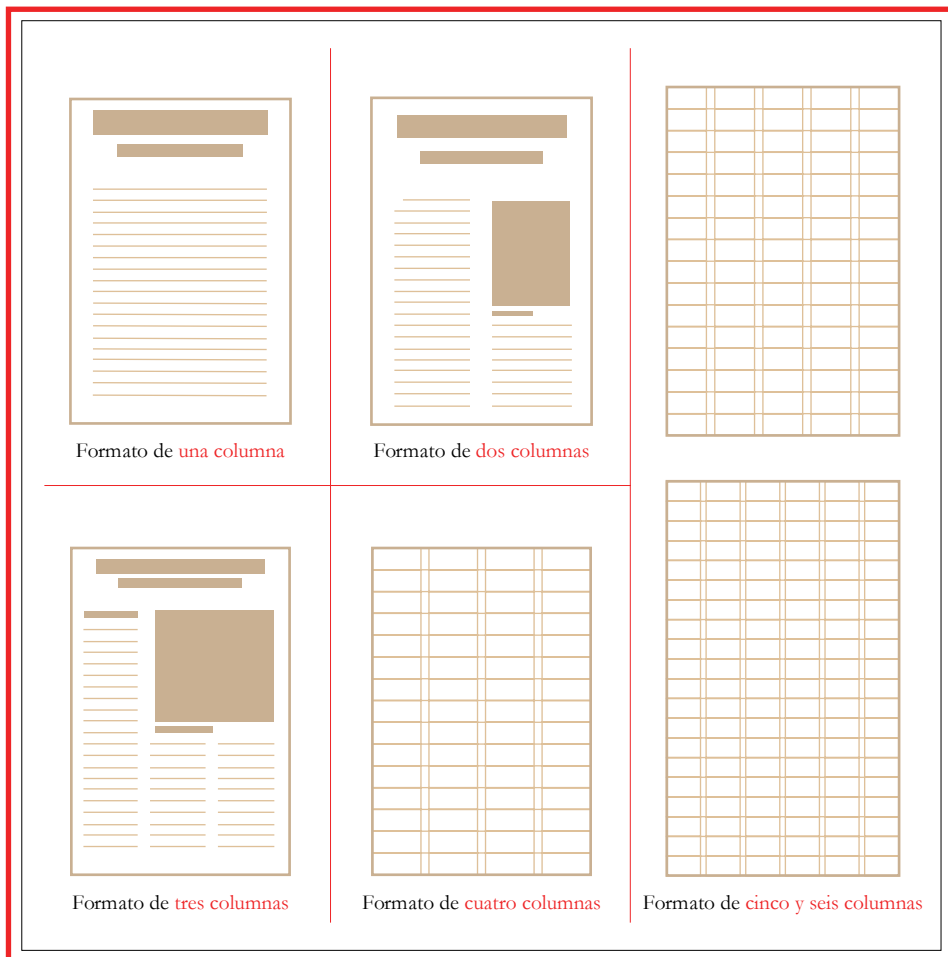 Formato de una columna
Formato de dos columnas
Formato de tres columnas
Formato de cuatro columnas
Formato de cinco y seis columnas